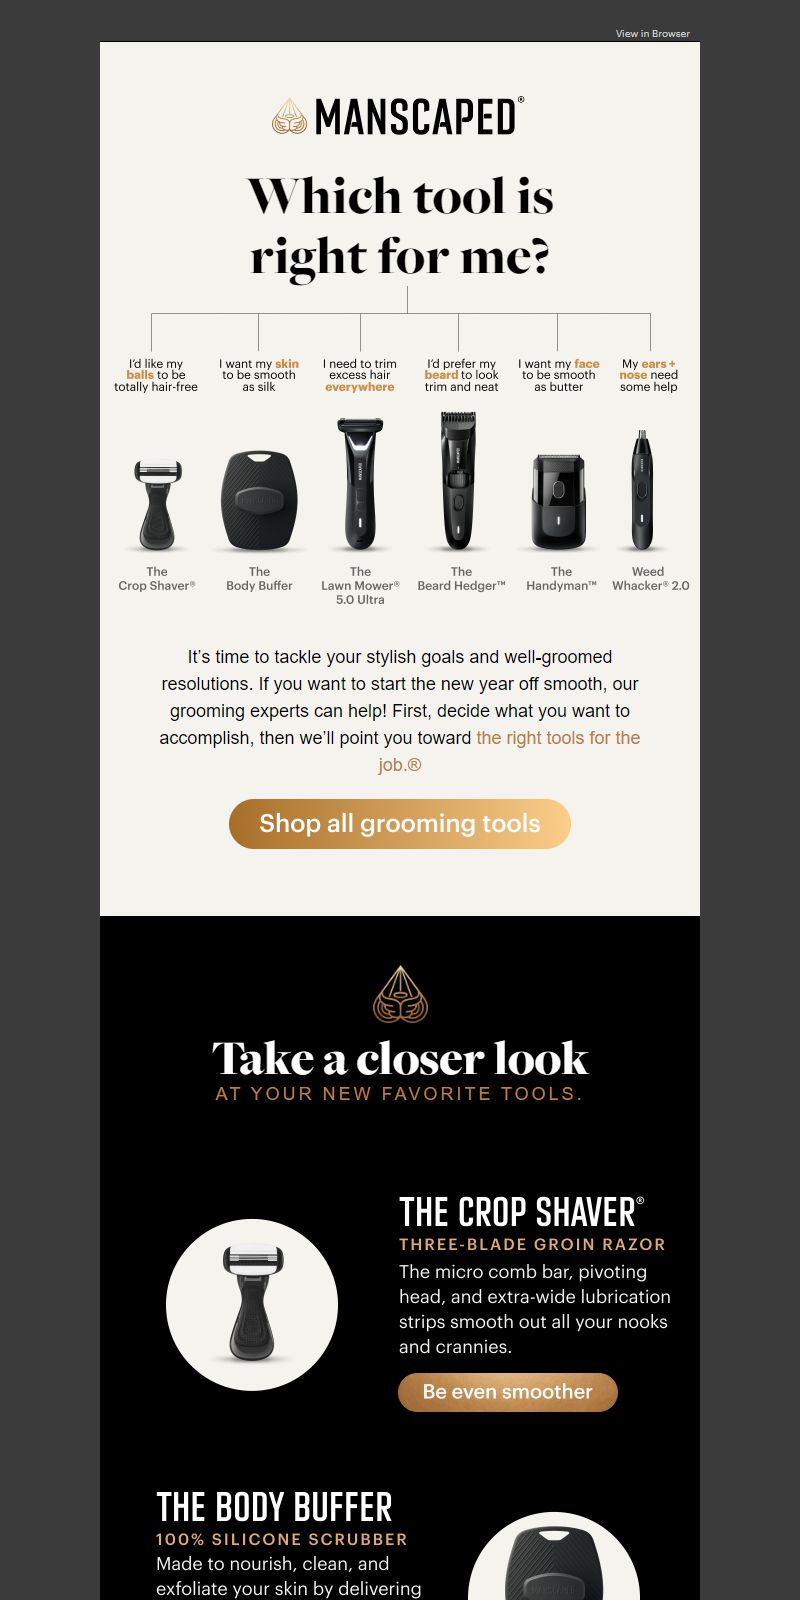 View in Browser
MANSCAPED®
Which tool is
right for me?
I'd like my
balls to be
totally hair-free
I want my skin
to be smooth
as silk
I need to trim
excess hair
everywhere
I'd prefer my
beard to look
trim and neat
I want my face
to be smooth
as butter
My ears +
nose need
some help
The
Crop Shaver®
The
Body Buffer
The
Lawn Mower®
5.0 Ultra
The
Beard Hedger™
The
Handyman™
Weed
Whacker® 2.0
It's time to tackle your stylish goals and well-groomed
resolutions. If you want to start the new year off smooth, our
grooming experts can help! First, decide what you want to
accomplish, then we'll point you toward the right tools for the
job.®
Shop all grooming tools
Take a closer look
AT YOUR NEW FAVORITE TOOLS.
THE CROP SHAVER®
THREE-BLADE GROIN RAZOR
The micro comb bar, pivoting
head, and extra-wide lubrication
strips smooth out all your nooks
and crannies.
Be even smoother
THE BODY BUFFER
100% SILICONE SCRUBBER
Made to nourish, clean, and
exfoliate your skin by delivering